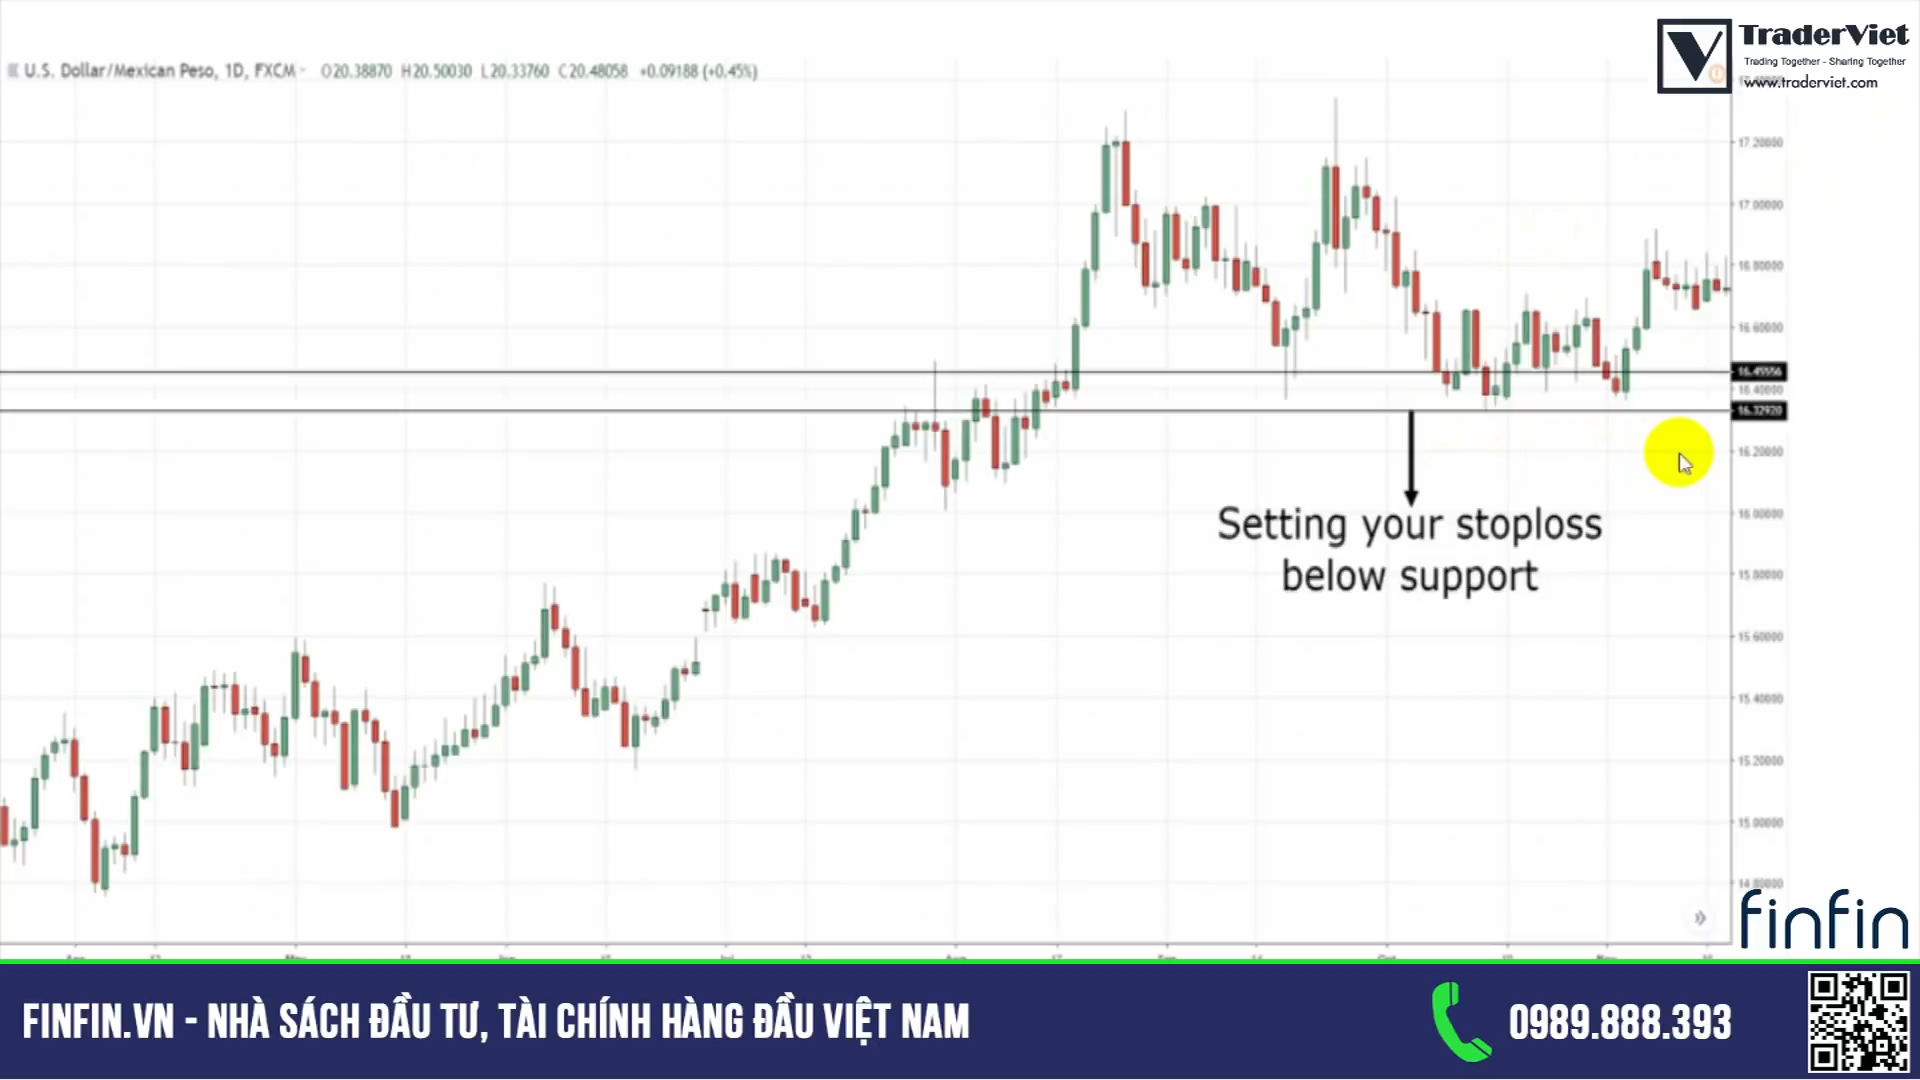 TraderViet
Trading Together - Sharing Together
www.traderviet.com
U.S. Dollar/Mexican Peso, 1D, FXCM O20.38870 H20.50030 L20.33760 C20.48058 +0.09188 (+0.45%)
17.20000
17.00000
16.80000
16.60000
16.45556
16.40000
16.32920
16.20000
16.00000
Setting your stoploss
below support
15.80000
15.60000
15.40000
15.20000
15.00000
14.80000
finfin
FINFIN.VN - NHÀ SÁCH ĐẦU TƯ, TÀI CHÍNH HÀNG ĐẦU VIỆT NAM
0989.888.393